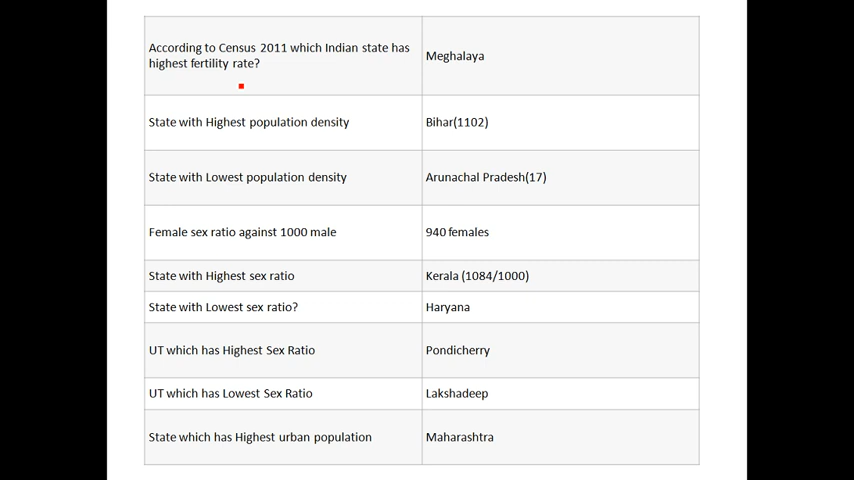 According to Census 2011 which Indian state has
highest fertility rate?
Meghalaya
State with Highest population density
Bihar(1102)
State with Lowest population density
Arunachal Pradesh(17)
Female sex ratio against 1000 male
940 females
State with Highest sex ratio
Kerala (1084/1000)
State with Lowest sex ratio?
Haryana
UT which has Highest Sex Ratio
Pondicherry
UT which has Lowest Sex Ratio
Lakshadeep
State which has Highest urban population
Maharashtra